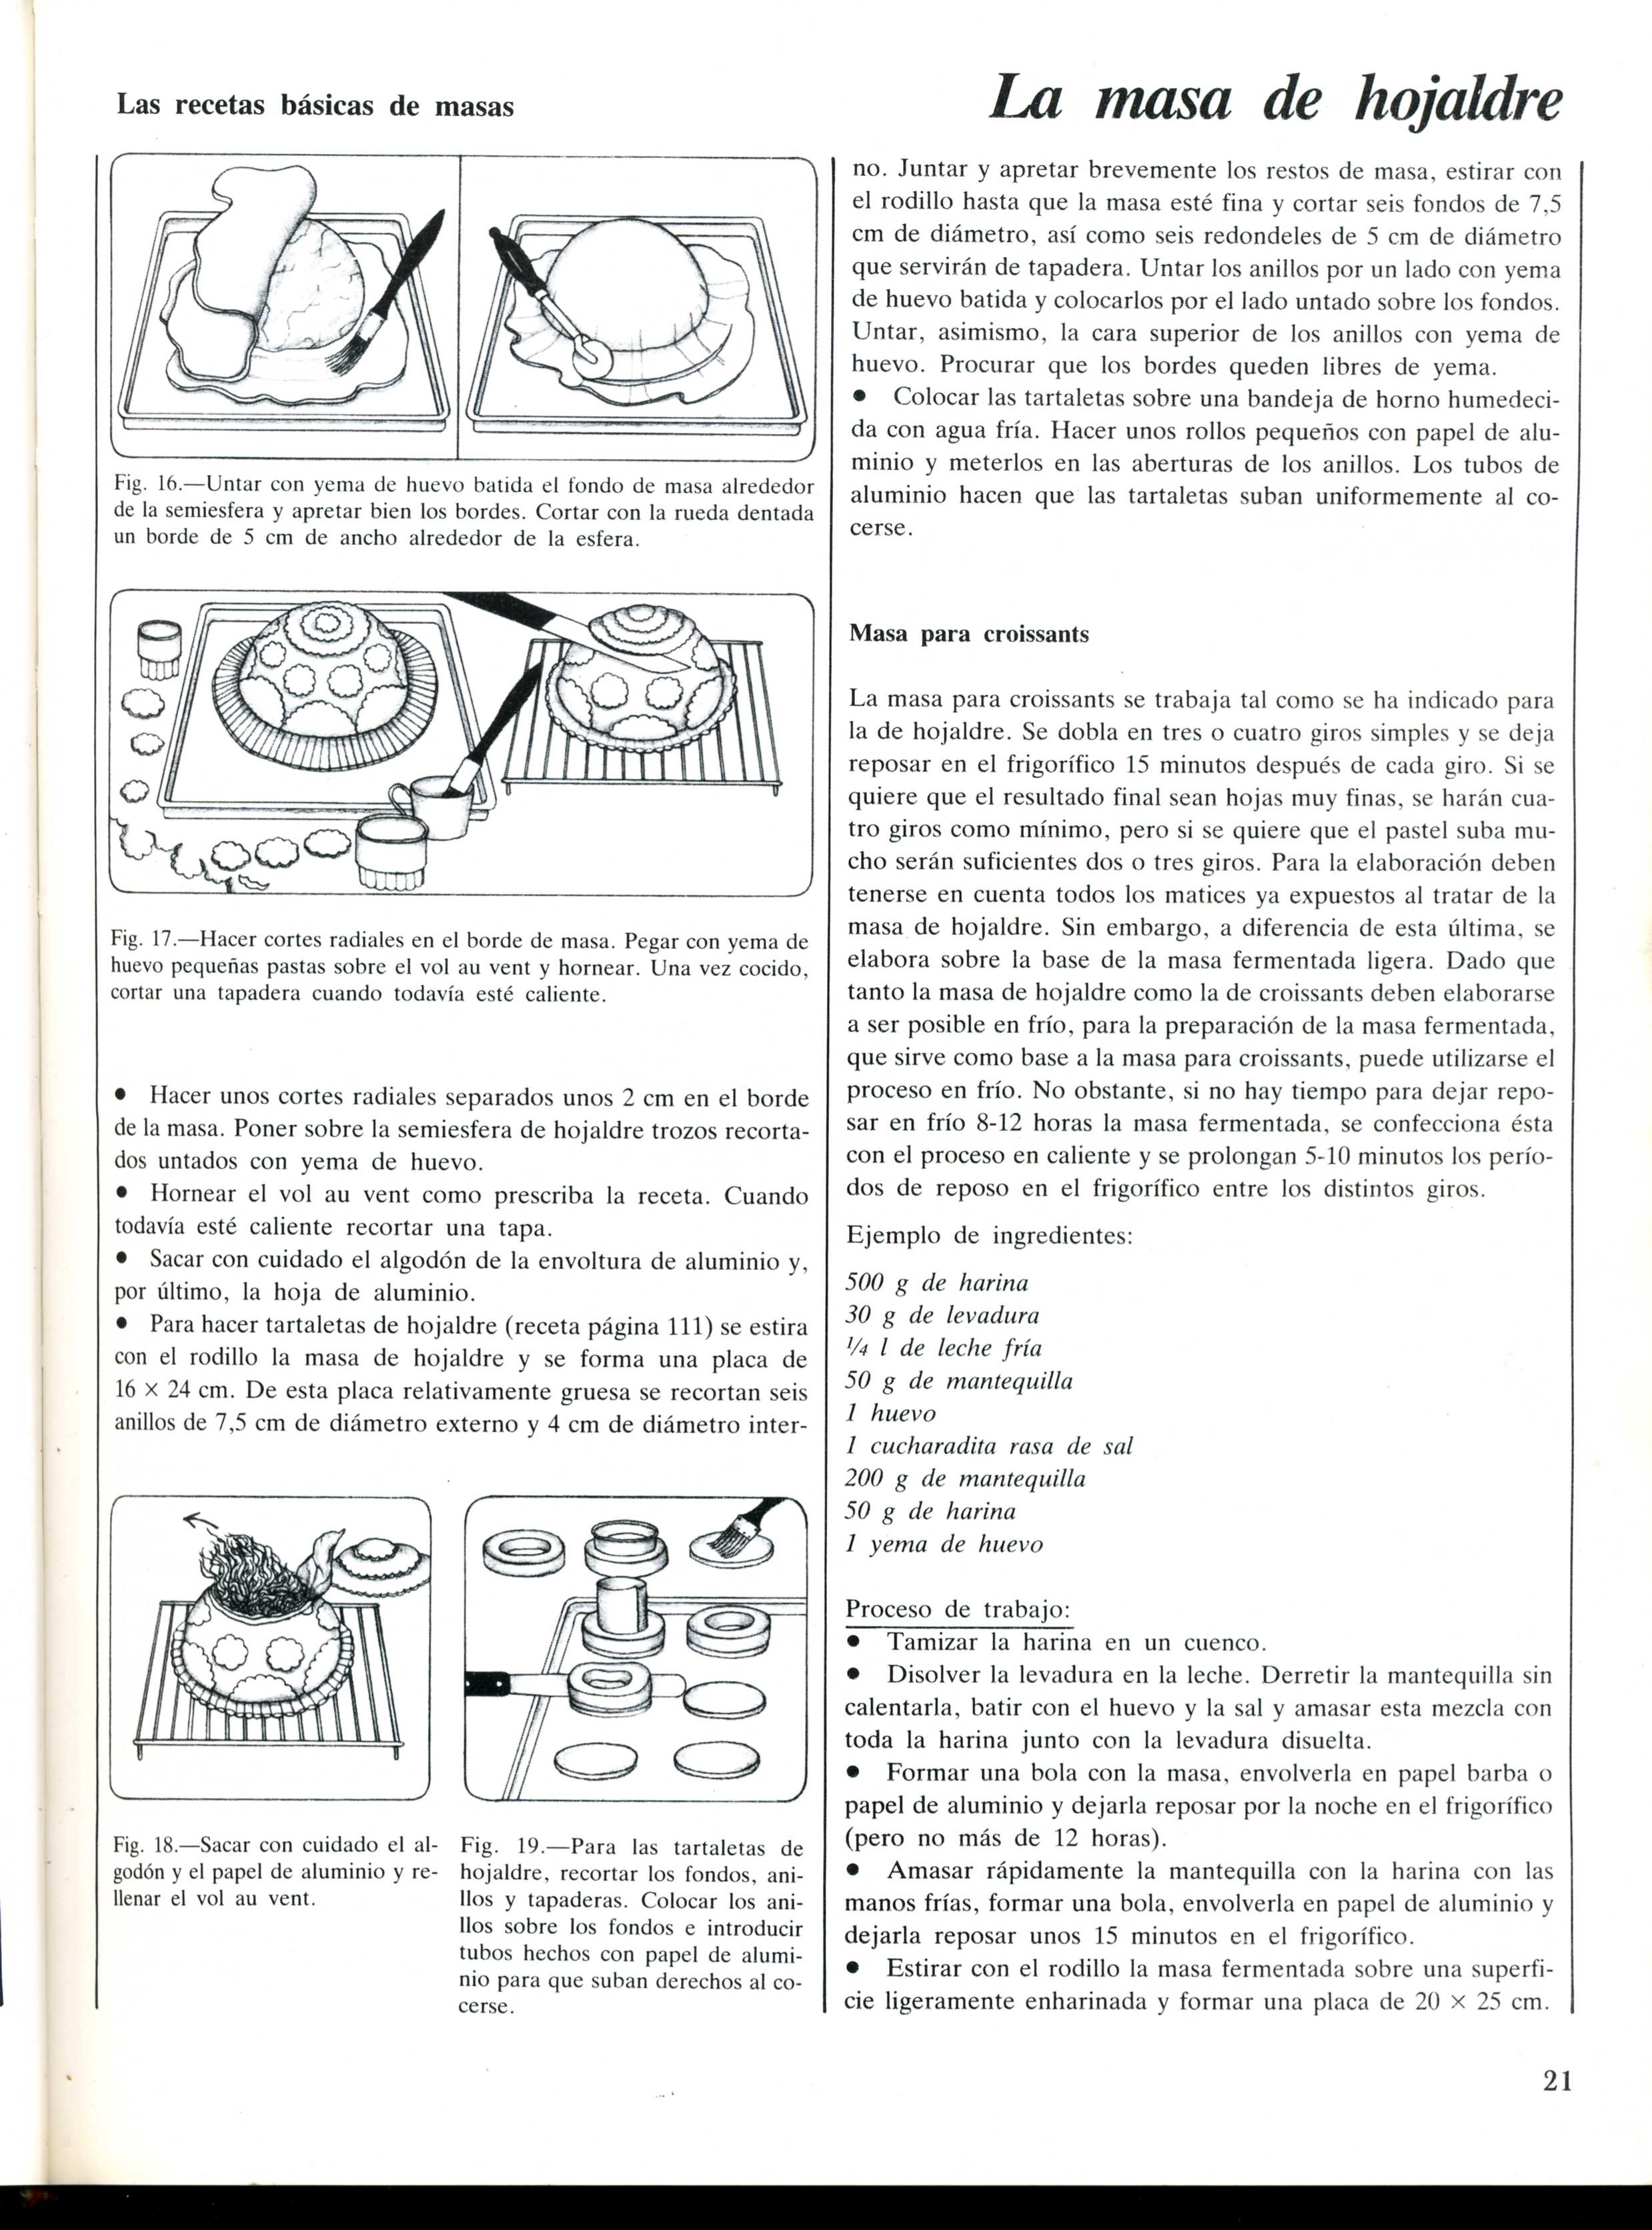 Las recetas básicas de masas
La masa de hojaldre
Fig. 16.—Untar con yema de huevo batida el fondo de masa alrededor
de la semiesfera y apretar bien los bordes. Cortar con la rueda dentada
un borde de 5 cm de ancho alrededor de la esfera.
Fig. 17.—Hacer cortes radiales en el borde de masa. Pegar con yema de
huevo pequeñas pastas sobre el vol au vent y hornear. Una vez cocido,
cortar una tapadera cuando todavía esté caliente.
• Hacer unos cortes radiales separados unos 2 cm en el borde
de la masa. Poner sobre la semiesfera de hojaldre trozos recorta-
dos untados con yema de huevo.
• Hornear el vol au vent como prescriba la receta. Cuando
todavía esté caliente recortar una tapa.
• Sacar con cuidado el algodón de la envoltura de aluminio y,
por último, la hoja de aluminio.
• Para hacer tartaletas de hojaldre (receta página 111) se estira
con el rodillo la masa de hojaldre y se forma una placa de
16 × 24 cm. De esta placa relativamente gruesa se recortan seis
anillos de 7,5 cm de diámetro externo y 4 cm de diámetro inter-
Fig. 18.—Sacar con cuidado el al-
godón y el papel de aluminio y re-
llenar el vol au vent.
Fig. 19.—Para las tartaletas de
hojaldre, recortar los fondos, ani-
llos y tapaderas. Colocar los ani-
llos sobre los fondos e introducir
tubos hechos con papel de alumi-
nio para que suban derechos al co-
cerse.
no. Juntar y apretar brevemente los restos de masa, estirar con
el rodillo hasta que la masa esté fina y cortar seis fondos de 7,5
cm de diámetro, así como seis redondeles de 5 cm de diámetro
que servirán de tapadera. Untar los anillos por un lado con yema
de huevo batida y colocarlos por el lado untado sobre los fondos.
Untar, asimismo, la cara superior de los anillos con yema de
huevo. Procurar que los bordes queden libres de yema.
• Colocar las tartaletas sobre una bandeja de horno humedeci-
da con agua fría. Hacer unos rollos pequeños con papel de alu-
minio y meterlos en las aberturas de los anillos. Los tubos de
aluminio hacen que las tartaletas suban uniformemente al co-
cerse.
Masa para croissants
La masa para croissants se trabaja tal como se ha indicado para
la de hojaldre. Se dobla en tres o cuatro giros simples y se deja
reposar en el frigorífico 15 minutos después de cada giro. Si se
quiere que el resultado final sean hojas muy finas, se harán cua-
tro giros como mínimo, pero si se quiere que el pastel suba mu-
cho serán suficientes dos o tres giros. Para la elaboración deben
tenerse en cuenta todos los matices ya expuestos al tratar de la
masa de hojaldre. Sin embargo, a diferencia de esta última, se
elabora sobre la base de la masa fermentada ligera. Dado que
tanto la masa de hojaldre como la de croissants deben elaborarse
a ser posible en frío, para la preparación de la masa fermentada,
que sirve como base a la masa para croissants, puede utilizarse el
proceso en frío. No obstante, si no hay tiempo para dejar repo-
sar en frío 8-12 horas la masa fermentada, se confecciona ésta
con el proceso en caliente y se prolongan 5-10 minutos los perío-
dos de reposo en el frigorífico entre los distintos giros.
Ejemplo de ingredientes:
500 g de harina
30 g de levadura
¼ l de leche fría
50 g de mantequilla
1 huevo
1 cucharadita rasa de sal
200 g de mantequilla
50 g de harina
1 yema de huevo
Proceso de trabajo:
• Tamizar la harina en un cuenco.
• Disolver la levadura en la leche. Derretir la mantequilla sin
calentarla, batir con el huevo y la sal y amasar esta mezcla con
toda la harina junto con la levadura disuelta.
• Formar una bola con la masa, envolverla en papel barba o
papel de aluminio y dejarla reposar por la noche en el frigorífico
(pero no más de 12 horas).
• Amasar rápidamente la mantequilla con la harina con las
manos frías, formar una bola, envolverla en papel de aluminio y
dejarla reposar unos 15 minutos en el frigorífico.
• Estirar con el rodillo la masa fermentada sobre una superfi-
cie ligeramente enharinada y formar una placa de 20 × 25 cm.
21